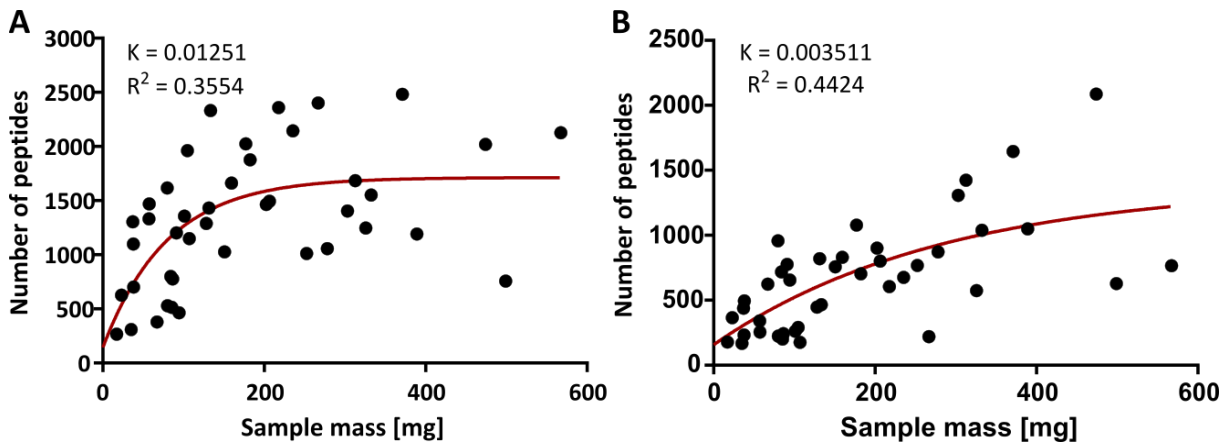 A
K = 0.01251
R² = 0.3554
Number of peptides
3000
2500
2000
1500
1000
500
0
0 200 400 600
Sample mass [mg]
B
K = 0.003511
R² = 0.4424
Number of peptides
2500
2000
1500
1000
500
0
0 200 400 600
Sample mass [mg]